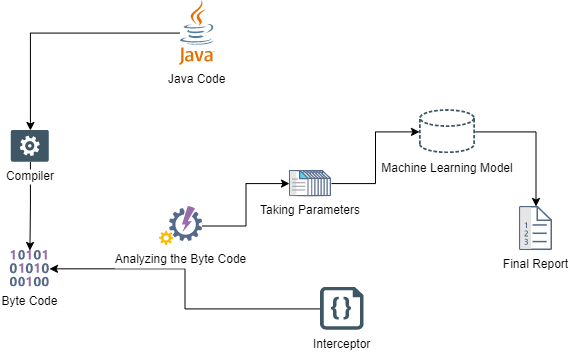 Java
Java Code
Compiler
Machine Learning Model
Taking Parameters
Analyzing the Byte Code
1
2
3
Final Report
10101
01010
00100
Byte Code
{}
Interceptor